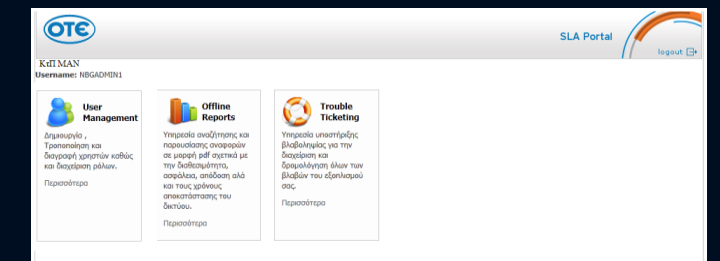 OTE
SLA Portal
logout
ΚτΠ ΜΑΝ
Username: NBGADMIN1
User
Management
Δημιουργία ,
Τροποποίηση και
διαγραφή χρηστών καθώς
και διαχείριση ρόλων.
Περισσότερα
Offline
Reports
Υπηρεσία αναζήτησης και
παρουσίασης αναφορών
σε μορφή pdf σχετικά με
την διαθεσιμότητα,
ασφάλεια, απόδοση αλά
και τους χρόνους
αποκατάστασης του
δικτύου.
Περισσότερα
Trouble
Ticketing
Υπηρεσία υποστήριξης
βλαβοληψίας για την
διαχείριση και
δρομολόγηση όλων των
βλαβών του εξοπλισμού
σας.
Περισσότερα